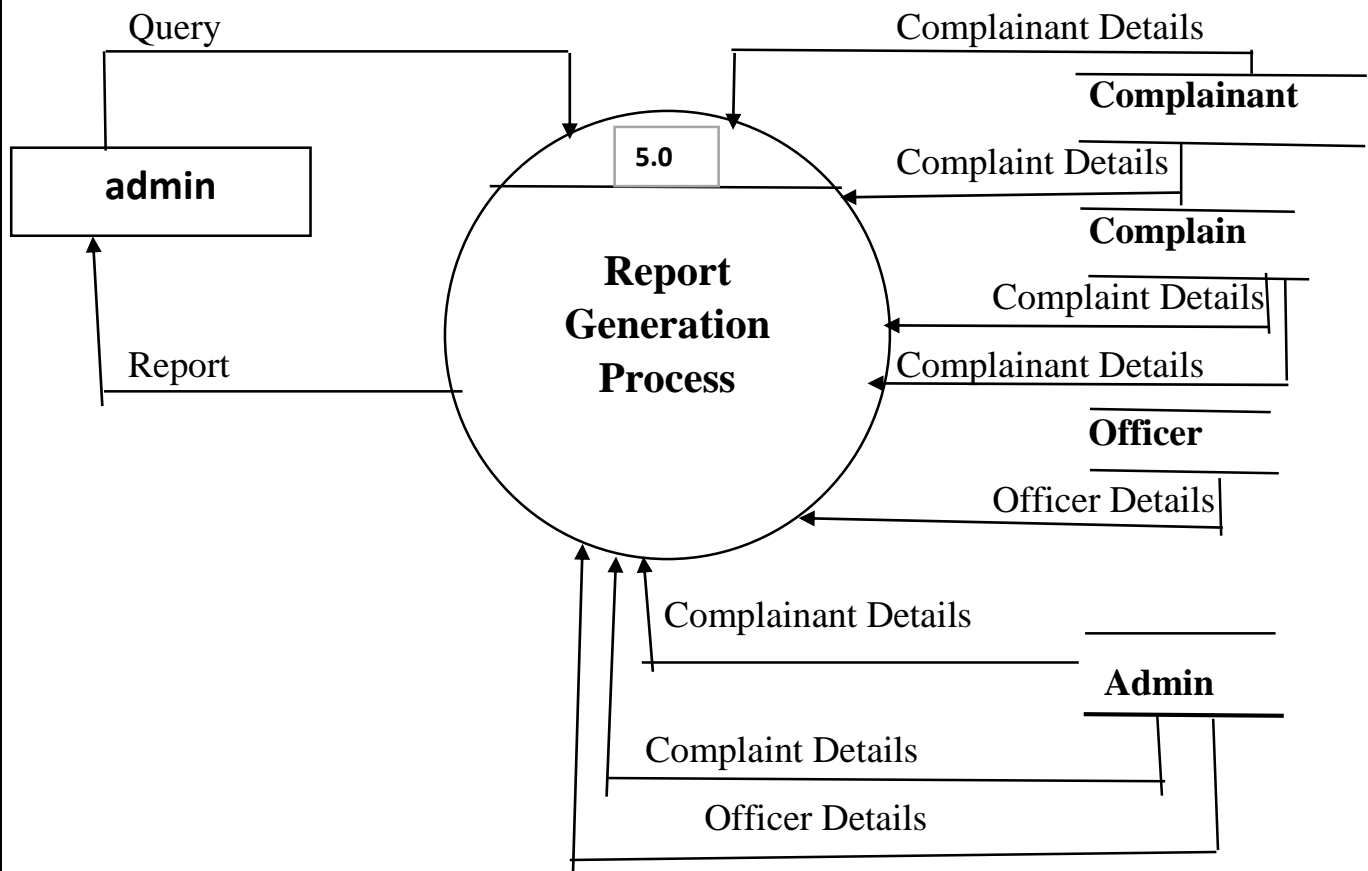 Query
Complainant Details
Complainant
5.0
Complaint Details
admin
Complain
Report
Generation
Process
Complaint Details
Report
Complainant Details
Officer
Officer Details
Complainant Details
Admin
Complaint Details
Officer Details